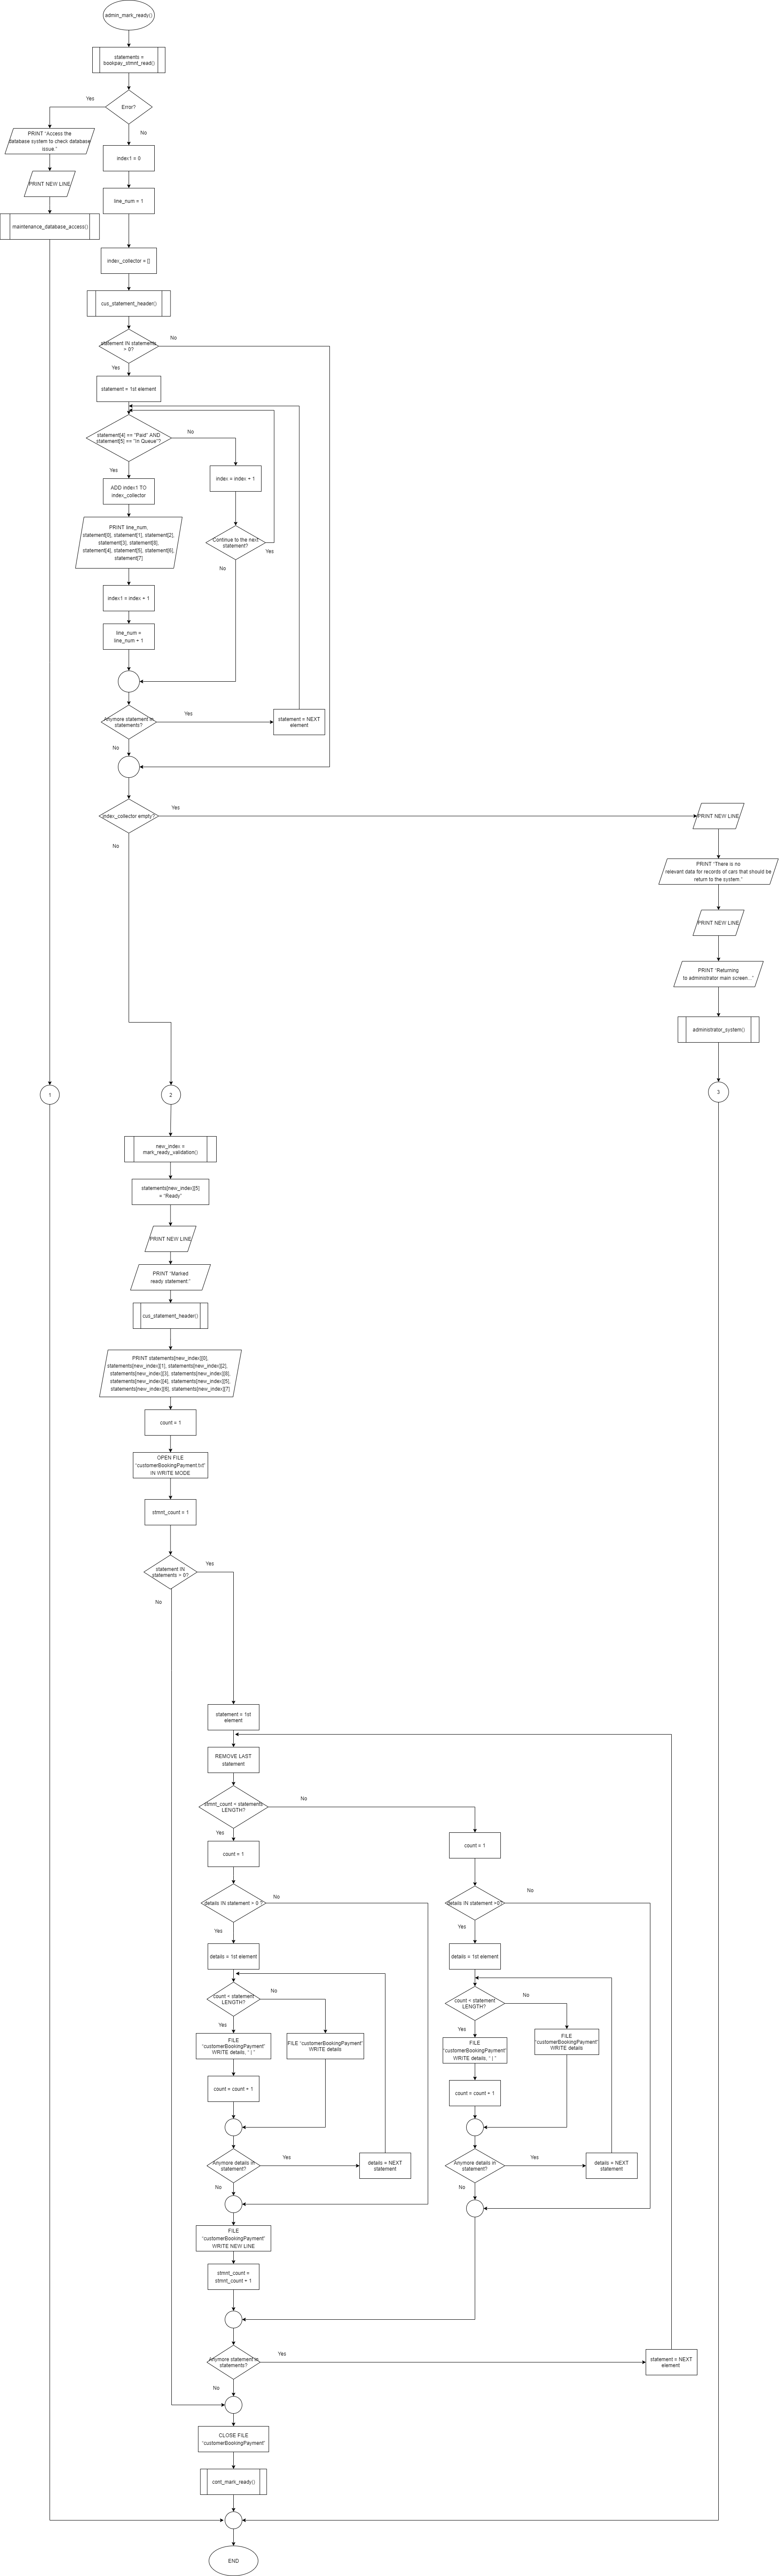 admin_mark_ready()
statements =
bookpay_stmnt_read()
Yes
Error?
No
PRINT "Access the
database system to check database
issue."
PRINT NEW LINE
maintenance_database_access()
index1 = 0
line_num = 1
index_collector = []
cus_statement_header()
statement IN statements
> 0?
No
Yes
statement = 1st element
statement[4] == "Paid" AND
statement[5] == "In Queue"?
No
Yes
ADD index1 TO
index_collector
index = index + 1
PRINT line_num,
statement[0], statement[1], statement[2],
statement[3], statement[8],
statement[4], statement[5], statement[6],
statement[7]
Continue to the next
statement?
Yes
No
index1 = index + 1
line_num =
line_num + 1
Anymore statement in
statements?
Yes
statement = NEXT
element
No
index_collector empty?
Yes
No
PRINT NEW LINE
PRINT "There is no
relevant data for records of cars that should be
return to the system."
PRINT NEW LINE
PRINT "Returning
to administrator main screen..."
administrator_system()
1
2
3
new_index =
mark_ready_validation()
statements[new_index][5]
= "Ready"
PRINT NEW LINE
PRINT "Marked
ready statement:"
cus_statement_header()
PRINT statements[new_index][0],
statements[new_index][1], statements[new_index][2],
statements[new_index][3], statements[new_index][8],
statements[new_index][4], statements[new_index][5],
statements[new_index][6], statements[new_index][7]
count = 1
OPEN FILE
"customerBookingPayment.txt"
IN WRITE MODE
stmnt_count = 1
statement IN
statements > 0?
Yes
No
statement = 1st
element
REMOVE LAST
statement
stmnt_count < statements
LENGTH?
No
Yes
count = 1
count = 1
details IN statement > 0 ?
No
Yes
details IN statement >0?
No
Yes
details = 1st element
details = 1st element
count < statement
LENGTH?
No
Yes
count < statement
LENGTH?
No
Yes
FILE
"customerBookingPayment"
WRITE details, " | "
FILE "customerBookingPayment"
WRITE details
FILE
"customerBookingPayment"
WRITE details, " | "
FILE
"customerBookingPayment"
WRITE details
count = count + 1
count = count + 1
Anymore details in
statement?
Yes
details = NEXT
statement
No
Anymore details in
statement?
Yes
details = NEXT
statement
No
FILE
"customerBookingPayment"
WRITE NEW LINE
stmnt_count =
stmnt_count + 1
Anymore statement in
statements?
Yes
statement = NEXT
element
No
CLOSE FILE
"customerBookingPayment"
cont_mark_ready()
END